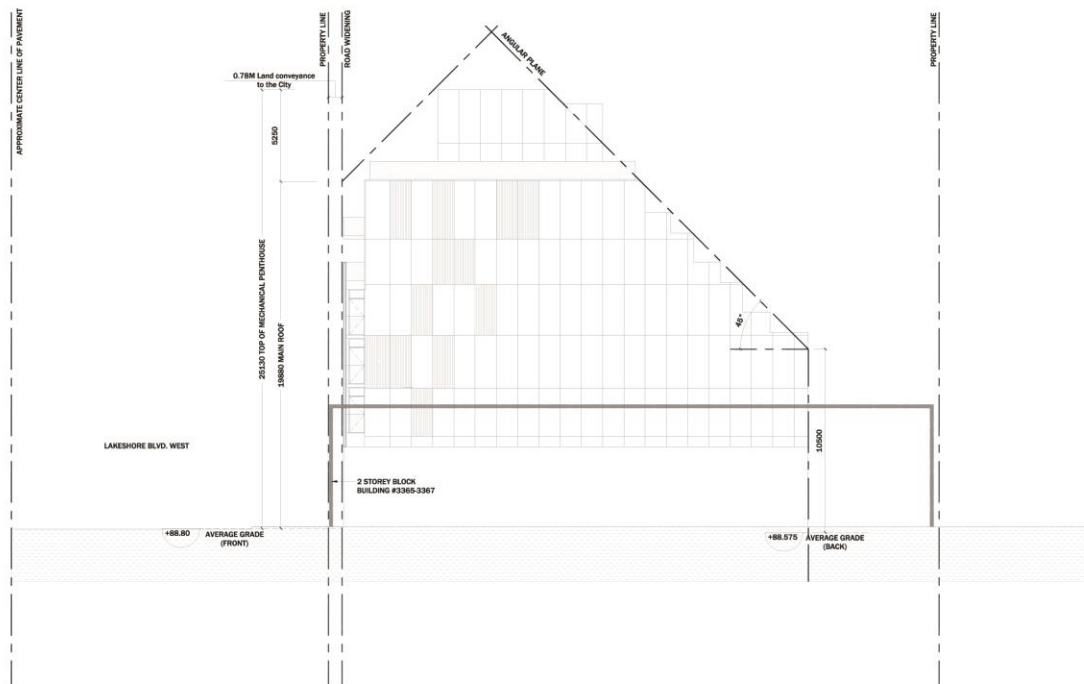 APPROXIMATE CENTER LINE OF PAVEMENT
PROPERTY LINE
ROAD WIDENING
ANGULAR PLANE
PROPERTY LINE
0.78M Land conveyance
to the City
5250
25130 TOP OF MECHANICAL PENTHOUSE
19880 MAIN ROOF
45°
10500
LAKESHORE BLVD. WEST
2 STOREY BLOCK
BUILDING #3365-3367
+88.80
AVERAGE GRADE
(FRONT)
+88.575
AVERAGE GRADE
(BACK)